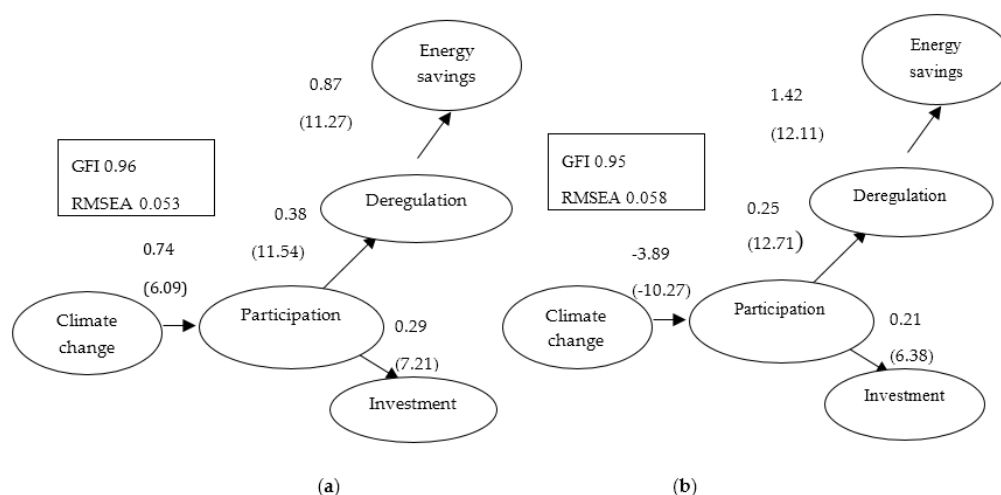 Energy
savings
0.87
(11.27)
GFI 0.96
RMSEA 0.053
Deregulation
0.38
(11.54)
0.74
(6.09)
Climate
change
Participation
0.29
(7.21)
Investment
(a)
Energy
savings
1.42
(12.11)
GFI 0.95
RMSEA 0.058
Deregulation
0.25
(12.71)
-3.89
(-10.27)
Climate
change
Participation
0.21
(6.38)
Investment
(b)